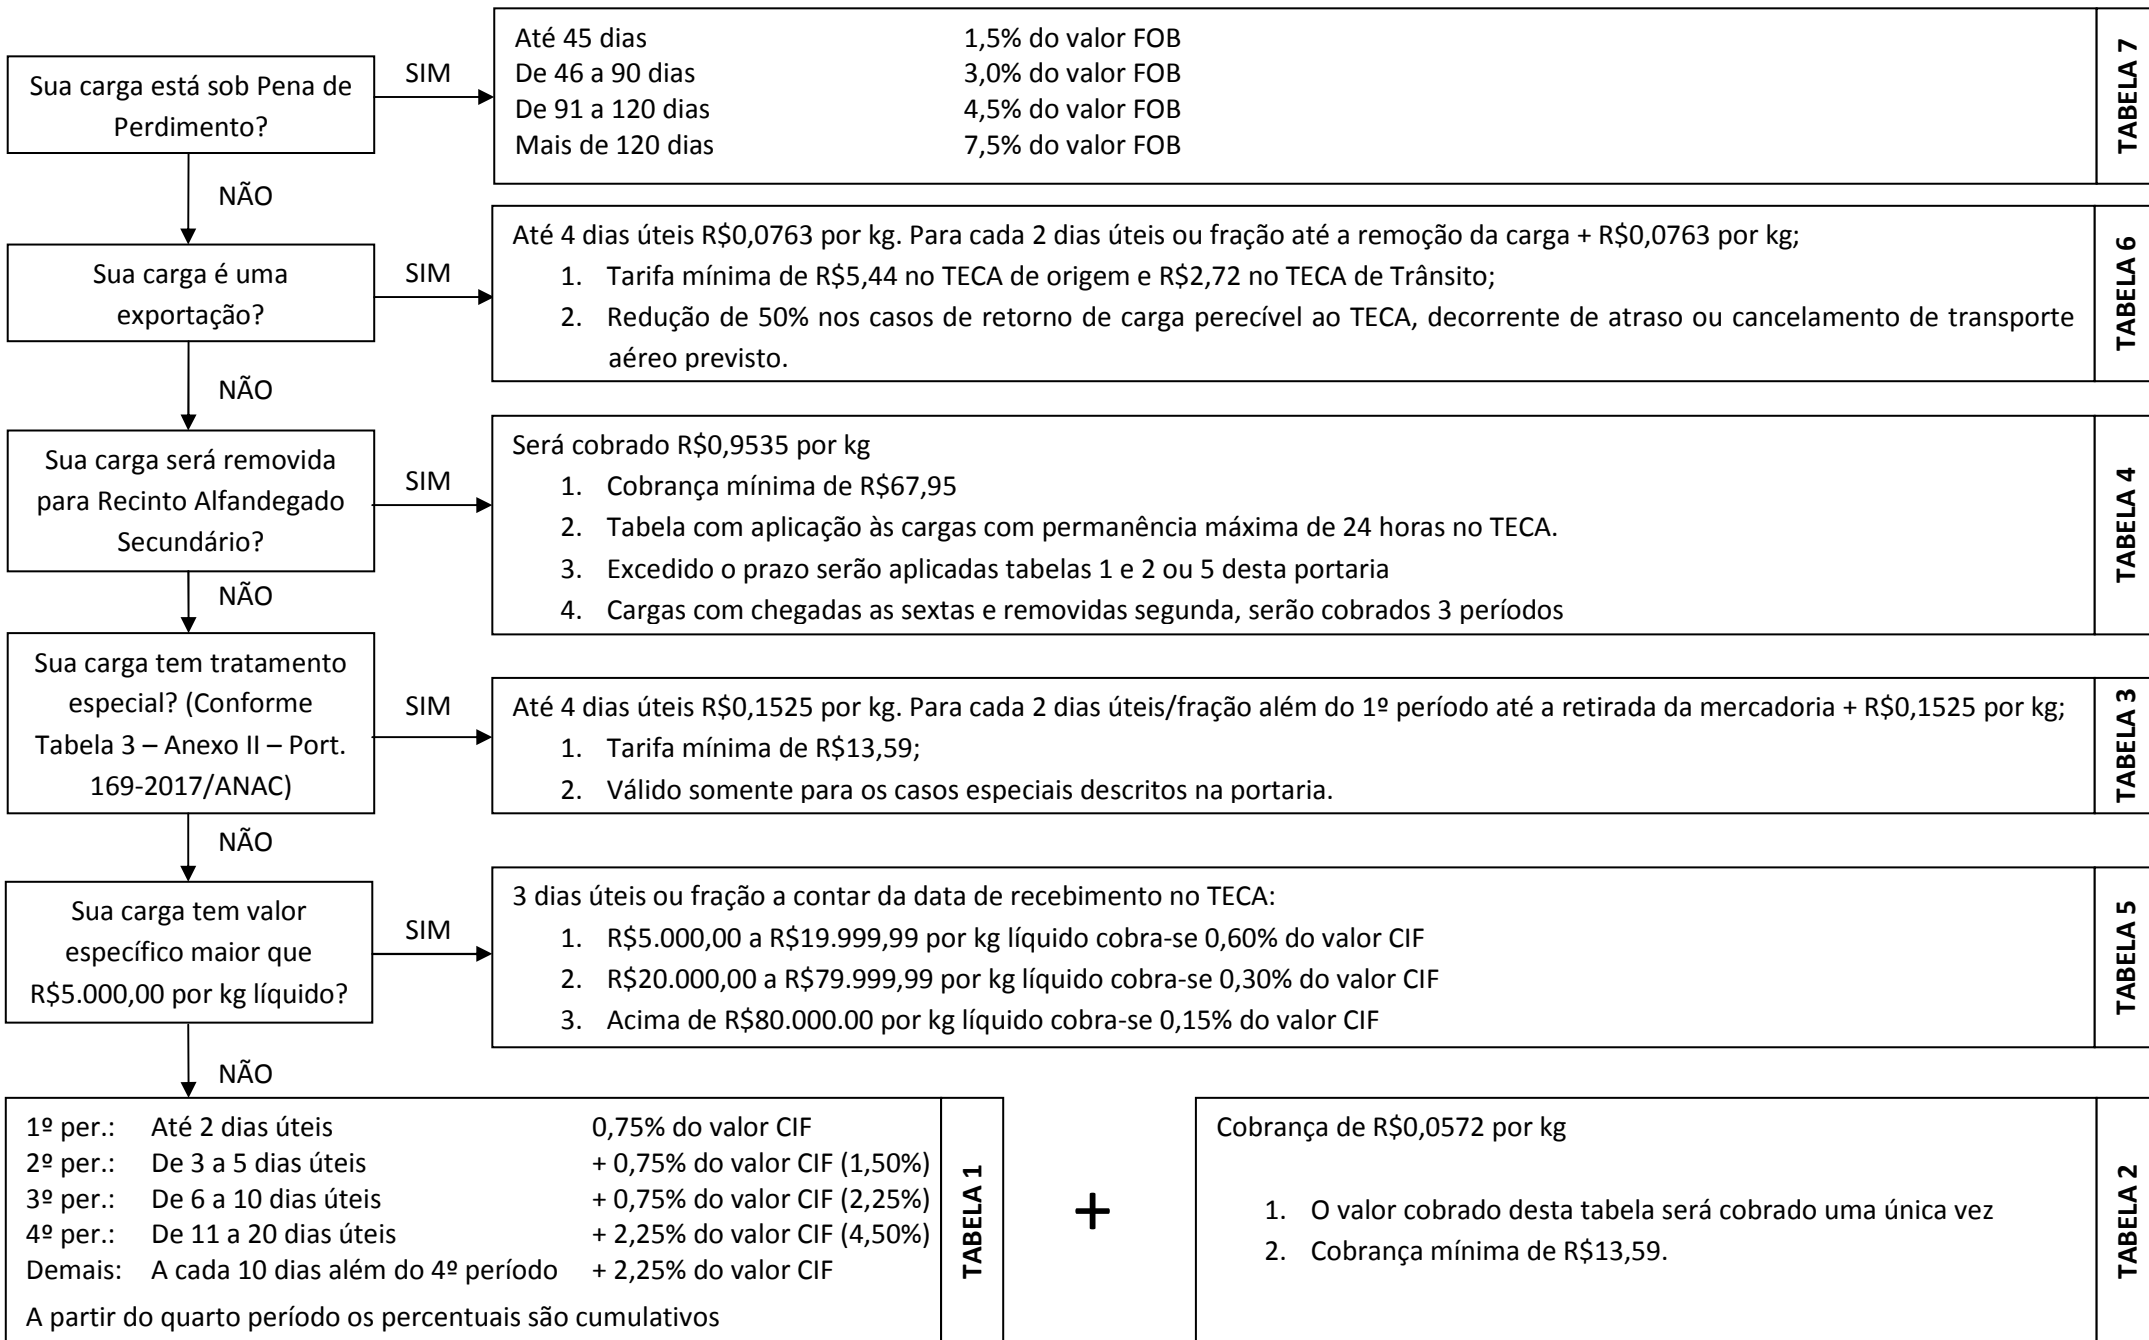 Sua carga está sob Pena de
Perdimento?
SIM
Até 45 dias 1,5% do valor FOB
De 46 a 90 dias 3,0% do valor FOB
De 91 a 120 dias 4,5% do valor FOB
Mais de 120 dias 7,5% do valor FOB
TABELA 7
NÃO
Sua carga é uma
exportação?
SIM
Até 4 dias úteis R$0,0763 por kg. Para cada 2 dias úteis ou fração até a remoção da carga + R$0,0763 por kg;
1. Tarifa mínima de R$5,44 no TECA de origem e R$2,72 no TECA de Trânsito;
2. Redução de 50% nos casos de retorno de carga perecível ao TECA, decorrente de atraso ou cancelamento de transporte
aéreo previsto.
TABELA 6
NÃO
Sua carga será removida
para Recinto Alfandegado
Secundário?
SIM
Será cobrado R$0,9535 por kg
1. Cobrança mínima de R$67,95
2. Tabela com aplicação às cargas com permanência máxima de 24 horas no TECA.
3. Excedido o prazo serão aplicadas tabelas 1 e 2 ou 5 desta portaria
4. Cargas com chegadas as sextas e removidas segunda, serão cobrados 3 períodos
TABELA 4
NÃO
Sua carga tem tratamento
especial? (Conforme
Tabela 3 – Anexo II – Port.
169-2017/ANAC)
SIM
Até 4 dias úteis R$0,1525 por kg. Para cada 2 dias úteis/fração além do 1º período até a retirada da mercadoria + R$0,1525 por kg;
1. Tarifa mínima de R$13,59;
2. Válido somente para os casos especiais descritos na portaria.
TABELA 3
NÃO
Sua carga tem valor
específico maior que
R$5.000,00 por kg líquido?
SIM
3 dias úteis ou fração a contar da data de recebimento no TECA:
1. R$5.000,00 a R$19.999,99 por kg líquido cobra-se 0,60% do valor CIF
2. R$20.000,00 a R$79.999,99 por kg líquido cobra-se 0,30% do valor CIF
3. Acima de R$80.000.00 por kg líquido cobra-se 0,15% do valor CIF
TABELA 5
NÃO
1º per.: Até 2 dias úteis 0,75% do valor CIF
2º per.: De 3 a 5 dias úteis + 0,75% do valor CIF (1,50%)
3º per.: De 6 a 10 dias úteis + 0,75% do valor CIF (2,25%)
4º per.: De 11 a 20 dias úteis + 2,25% do valor CIF (4,50%)
Demais: A cada 10 dias além do 4º período + 2,25% do valor CIF
A partir do quarto período os percentuais são cumulativos
TABELA 1
+
Cobrança de R$0,0572 por kg
1. O valor cobrado desta tabela será cobrado uma única vez
2. Cobrança mínima de R$13,59.
TABELA 2